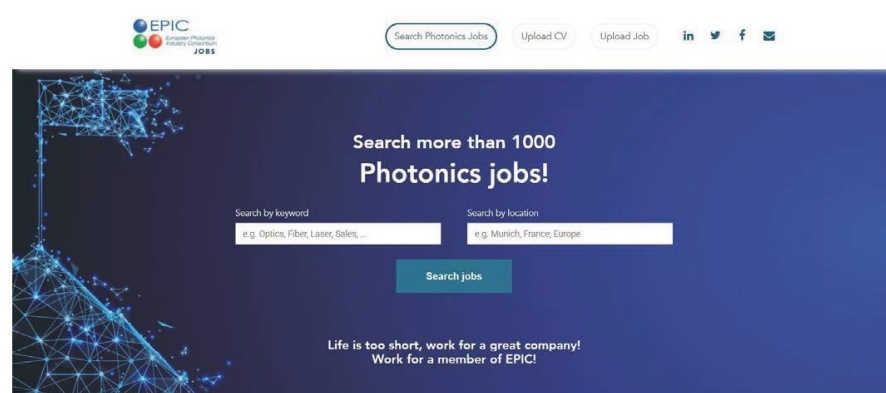 EPIC
European Photonics
Industry Consortium
JOBS
Search Photonics Jobs
Upload CV
Upload Job
Search more than 1000
Photonics jobs!
Search by keyword
Search by location
e.g. Optics, Fiber, Laser, Sales, ...
e.g. Munich, France, Europe
Search jobs
Life is too short, work for a great company!
Work for a member of EPIC!